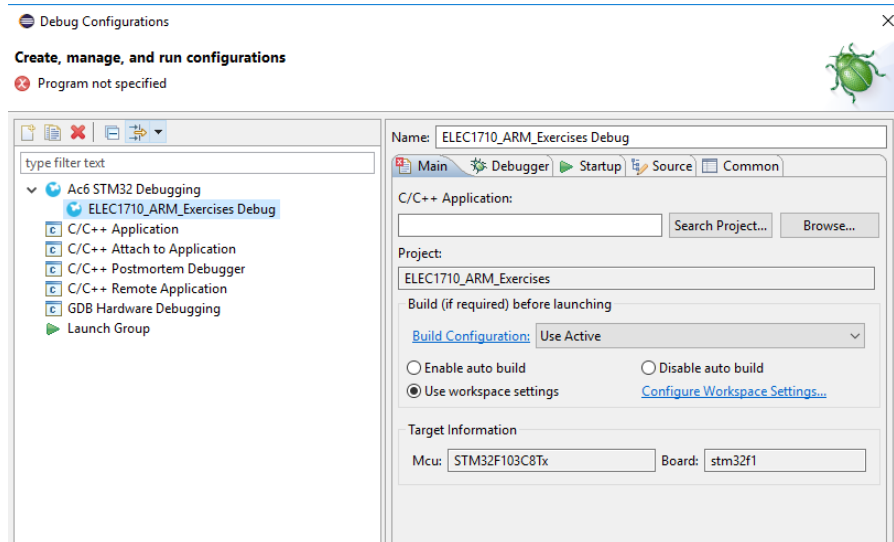 Debug Configurations
Create, manage, and run configurations
Program not specified
type filter text
Ac6 STM32 Debugging
ELEC1710_ARM_Exercises Debug
C/C++ Application
C/C++ Attach to Application
C/C++ Postmortem Debugger
C/C++ Remote Application
GDB Hardware Debugging
Launch Group
Name: ELEC1710_ARM_Exercises Debug
Main Debugger Startup Source Common
C/C++ Application:
Search Project... Browse...
Project:
ELEC1710_ARM_Exercises
Build (if required) before launching
Build Configuration: Use Active
Enable auto build Disable auto build
Use workspace settings Configure Workspace Settings...
Target Information
Mcu: STM32F103C8Tx Board: stm32f1